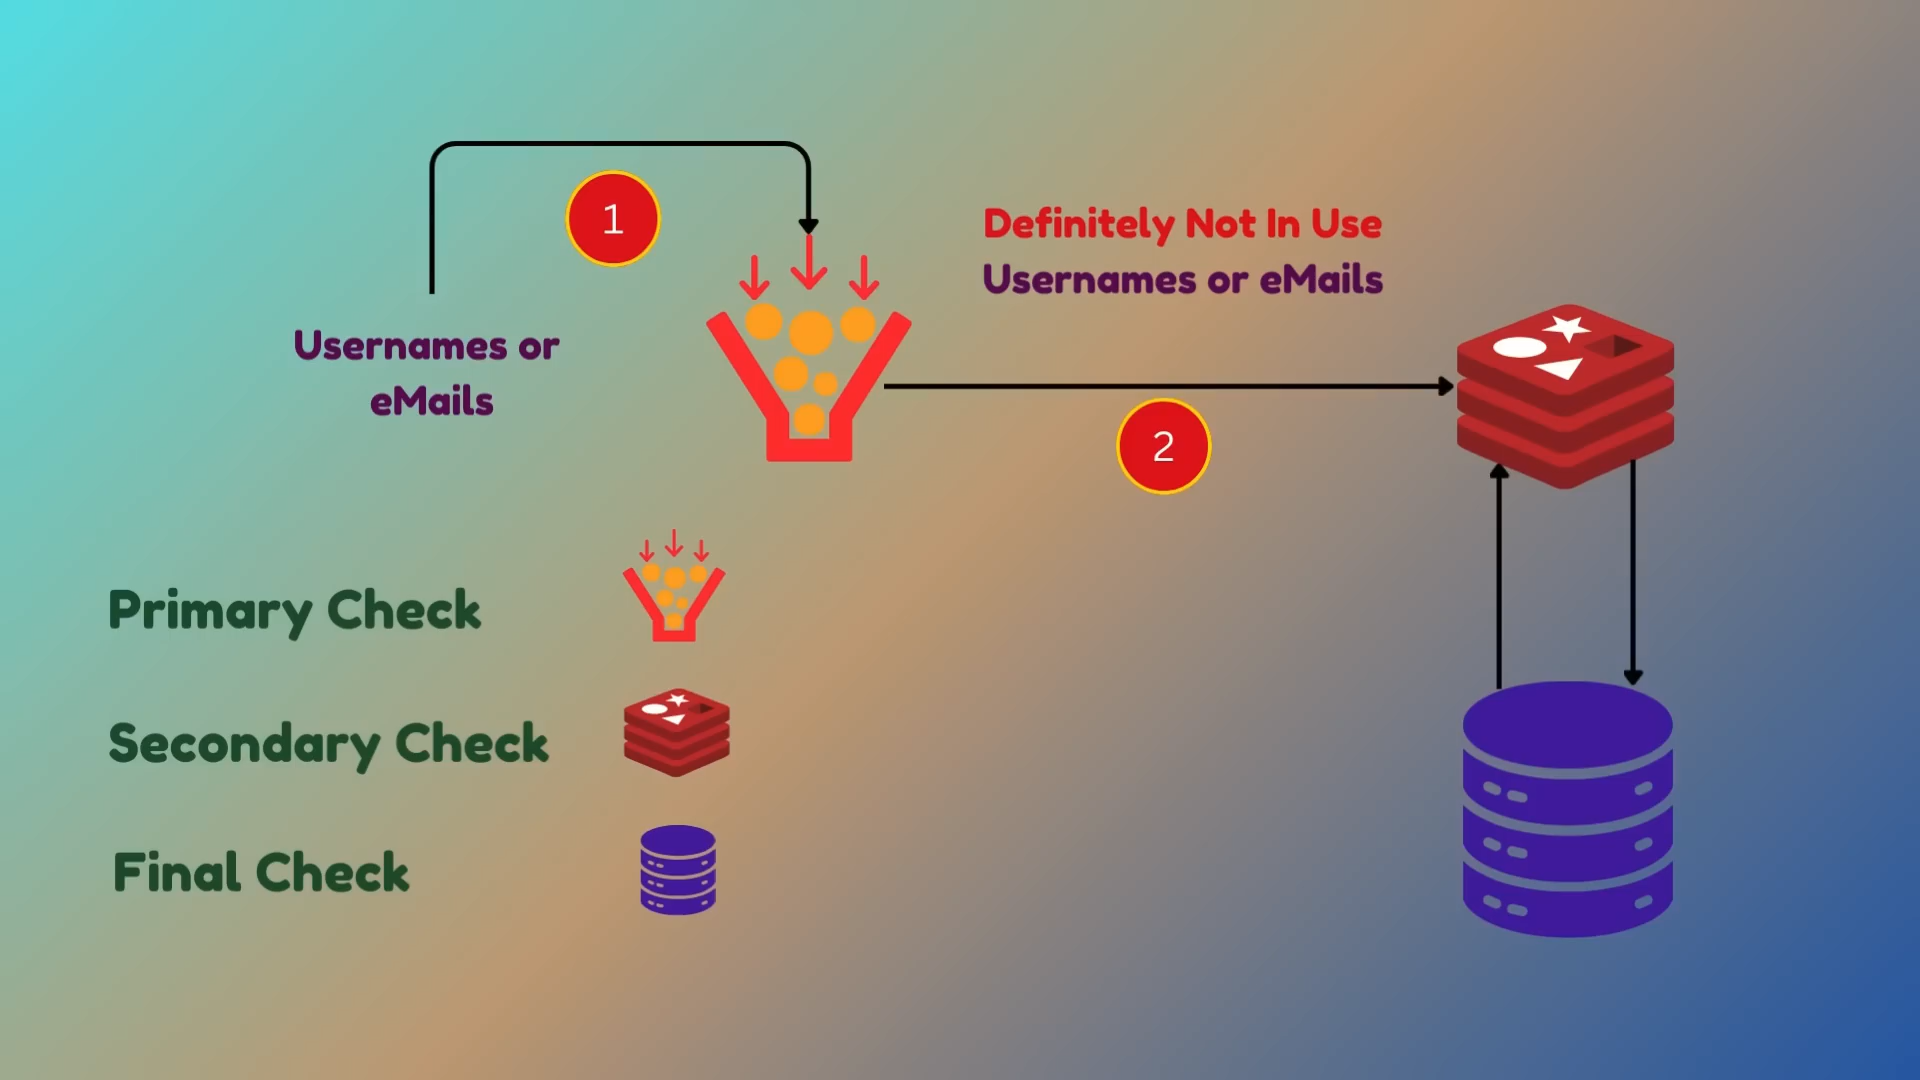 1
Definitely Not In Use
Usernames or eMails
Usernames or
eMails
2
Primary Check
Secondary Check
Final Check